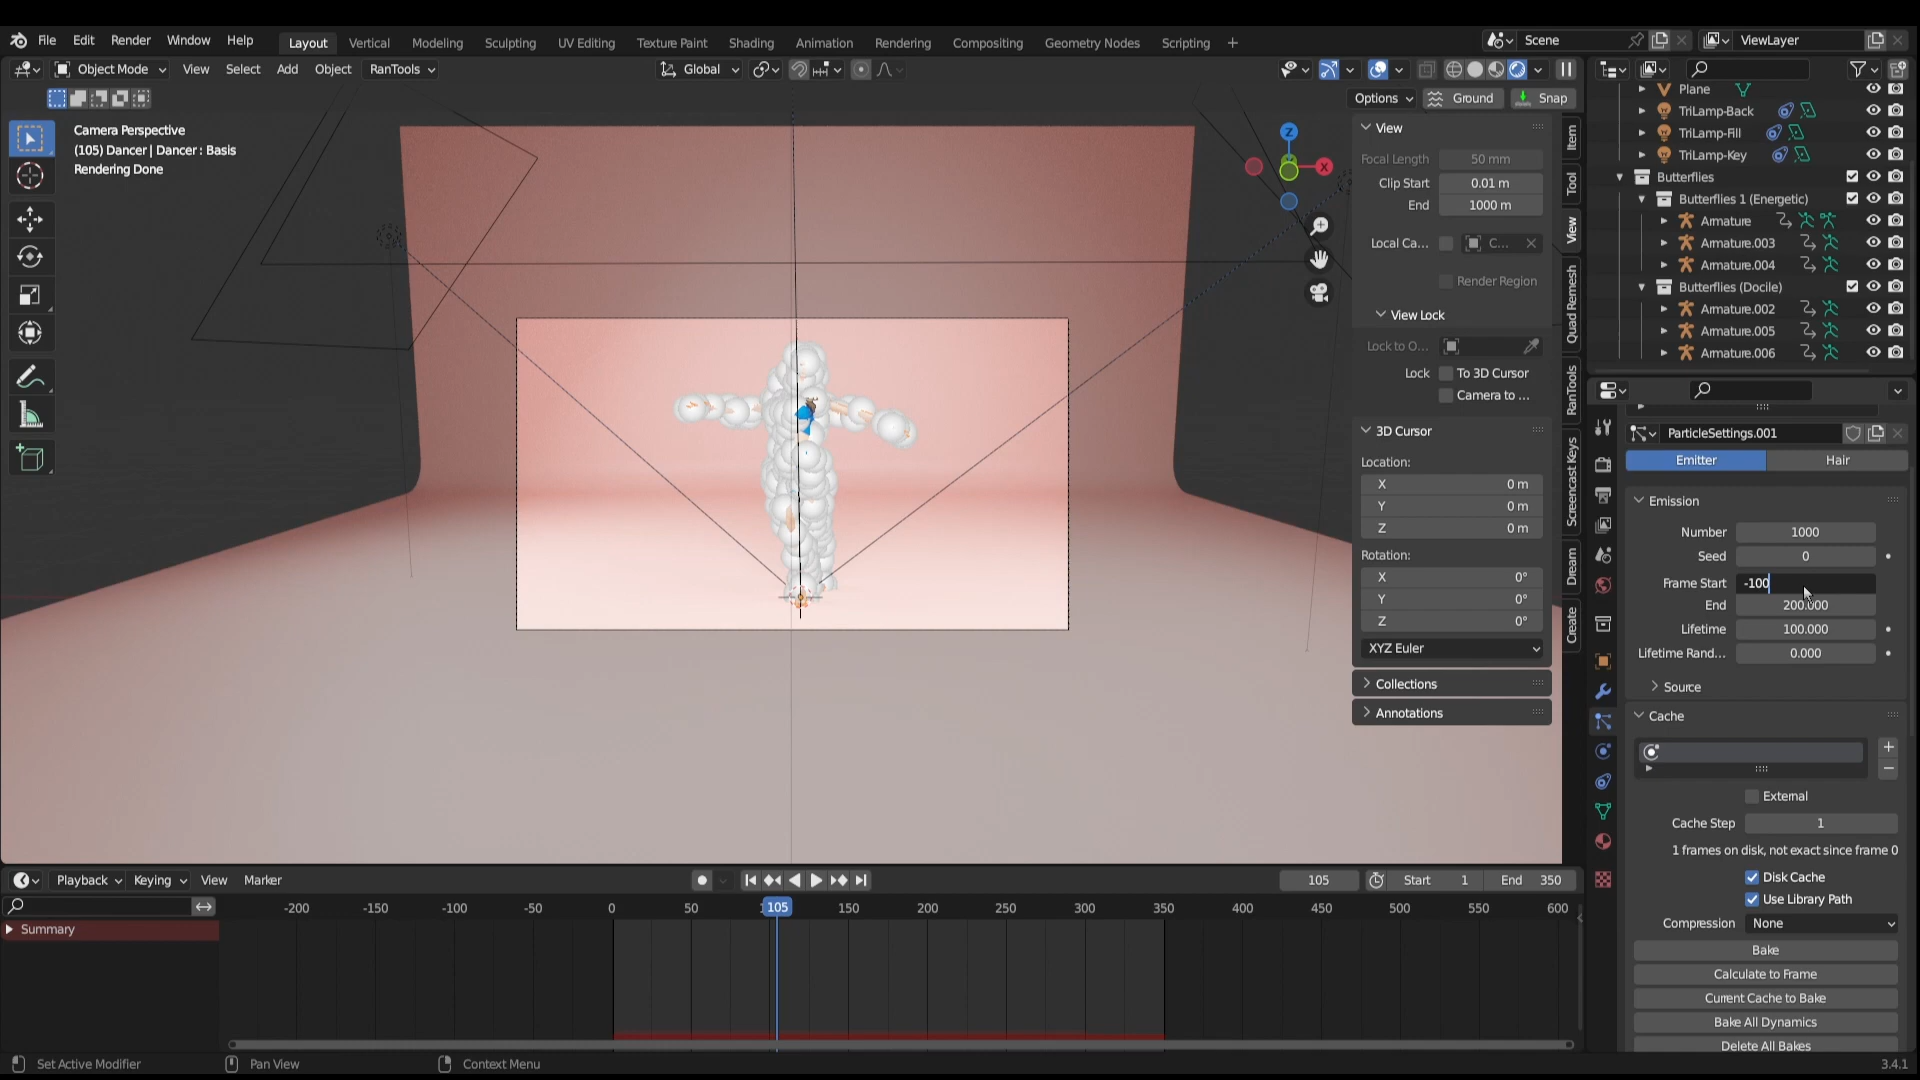 File Edit Render Window Help Layout Vertical Modeling Sculpting UV Editing Texture Paint Shading Animation Rendering Compositing Geometry Nodes Scripting + Scene ViewLayer
Object Mode View Select Add Object RanTools Global
Options Ground Snap
Camera Perspective
(105) Dancer | Dancer : Basis
Rendering Done
Z
X
View
Focal Length 50 mm
Clip Start 0.01 m
End 1000 m
Local Ca... C...
Render Region
View Lock
Lock to O...
Lock To 3D Cursor
Camera to ...
3D Cursor
Location:
X 0 m
Y 0 m
Z 0 m
Rotation:
X 0°
Y 0°
Z 0°
XYZ Euler
Collections
Annotations
Item
Tool
View
Quad Remesh
RanTools
Screencast Keys
Dream
Create
Plane
TriLamp-Back
TriLamp-Fill
TriLamp-Key
Butterflies
Butterflies 1 (Energetic)
Armature
Armature.003
Armature.004
Butterflies (Docile)
Armature.002
Armature.005
Armature.006
ParticleSettings.001
Emitter Hair
Emission
Number 1000
Seed 0
Frame Start -100
End 200.000
Lifetime 100.000
Lifetime Rand... 0.000
Source
Cache
External
Cache Step 1
1 frames on disk, not exact since frame 0
Disk Cache
Use Library Path
Compression None
Bake
Calculate to Frame
Current Cache to Bake
Bake All Dynamics
Delete All Bakes
Playback Keying View Marker 105 Start 1 End 350
-200 -150 -100 -50 0 50 105 150 200 250 300 350 400 450 500 550 600
Summary
Set Active Modifier Pan View Context Menu 3.4.1